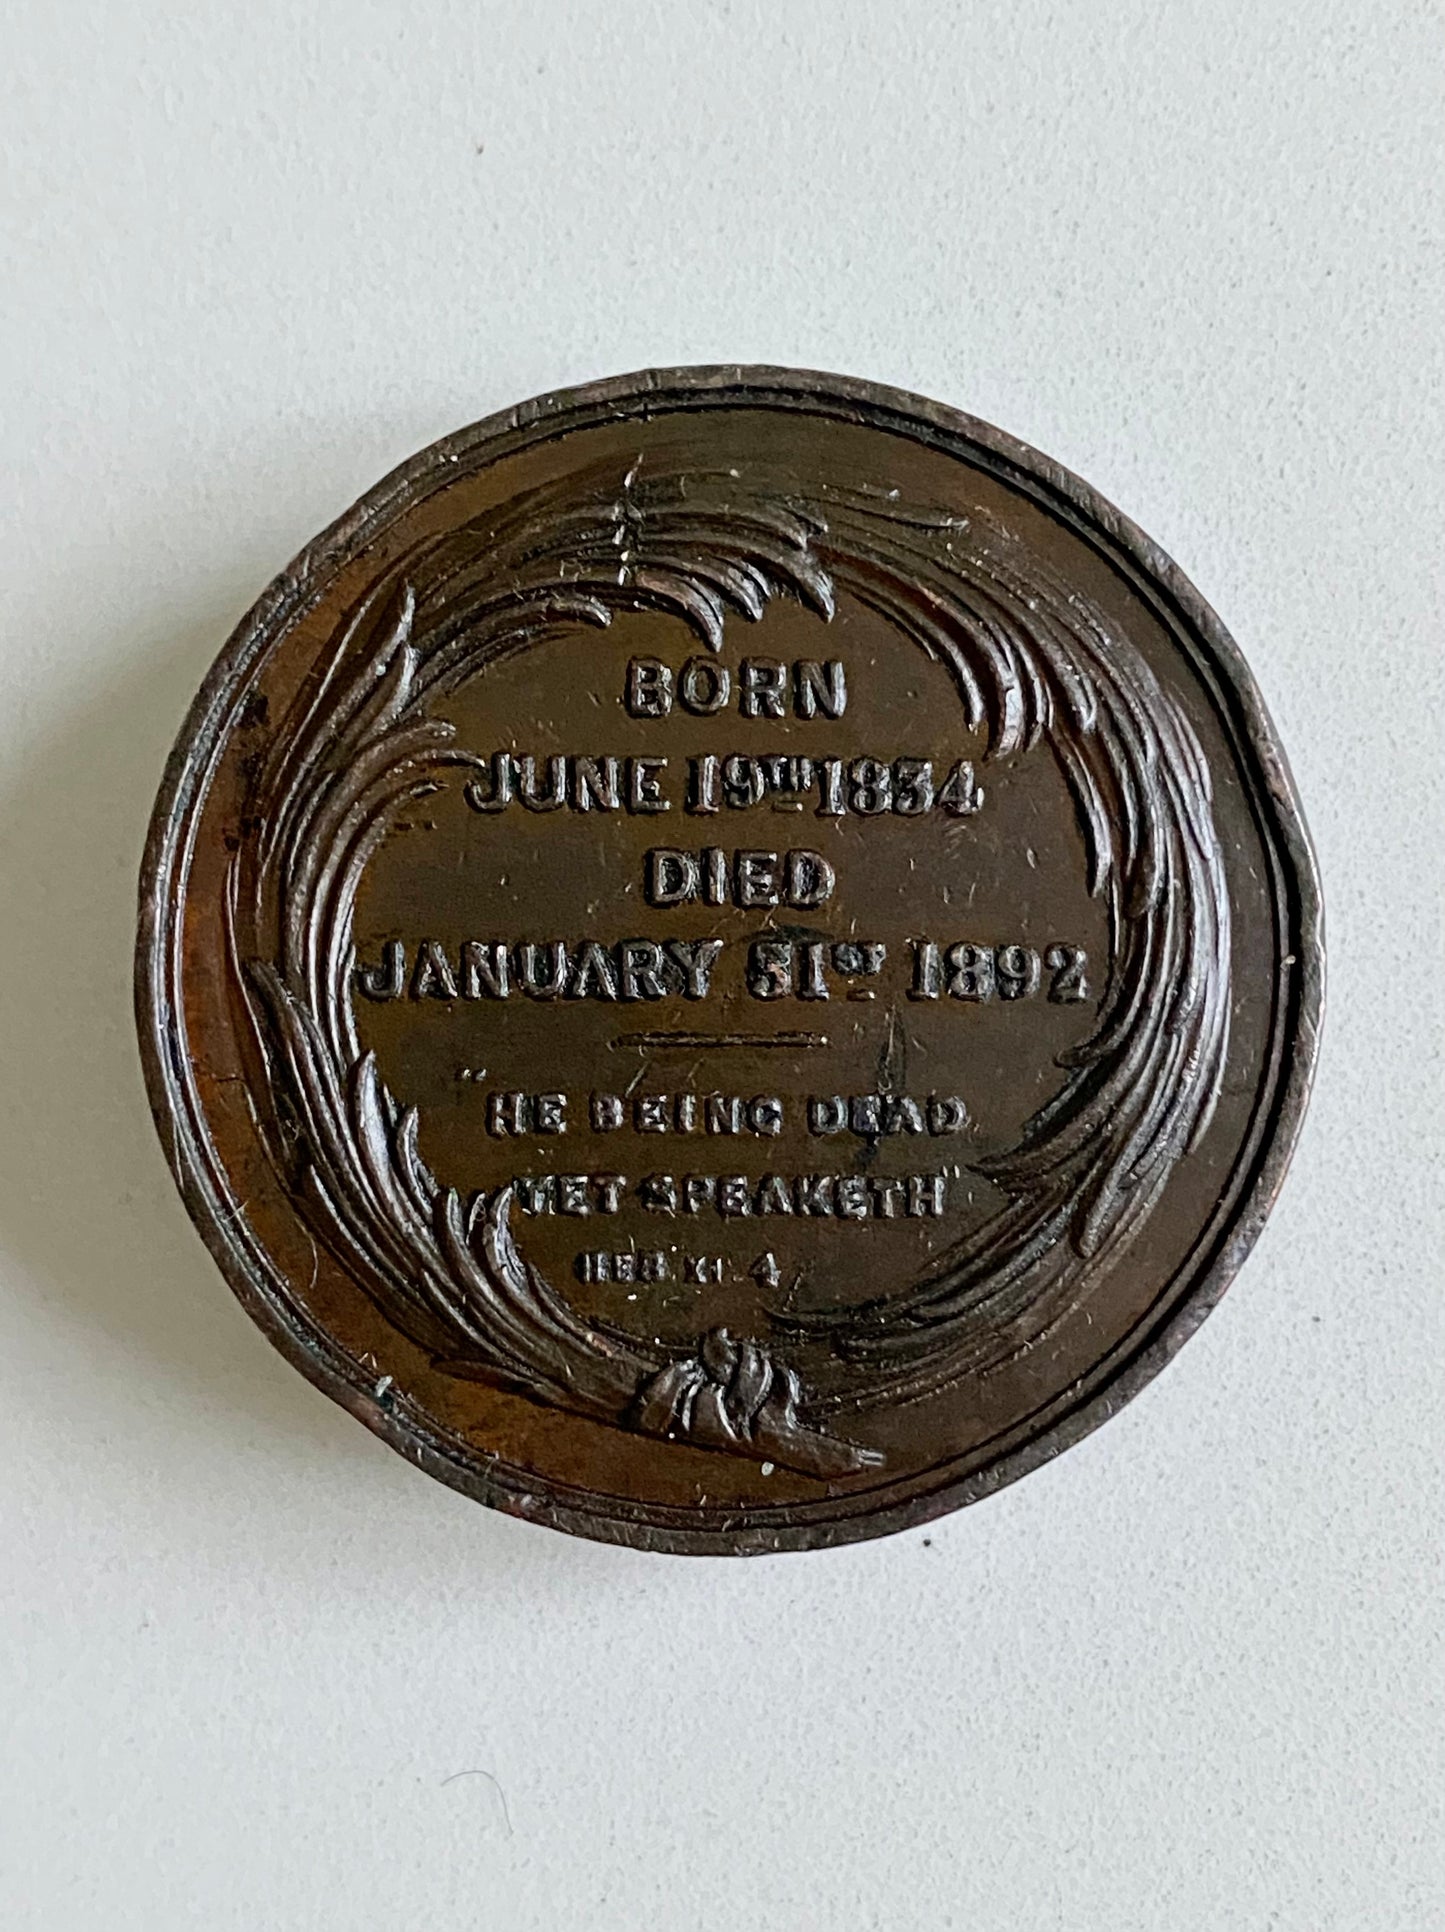 BORN
JUNE 19TH 1834
DIED
JANUARY 31ST 1892
"HE BEING DEAD
YET SPEAKETH"
HEB XI. 4